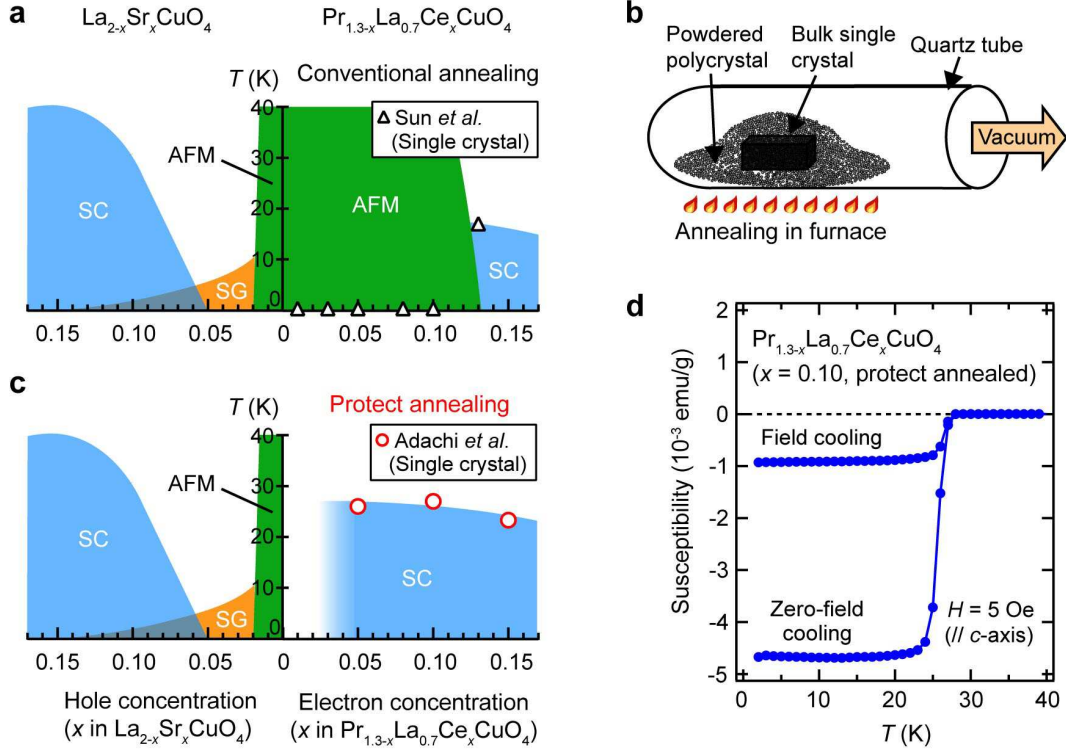 a
La2-xSrxCuO4
Pr1.3-xLa0.7CexCuO4
T (K)
Conventional annealing
40
30
20
10
0
Sun et al.
(Single crystal)
AFM
AFM
SC
SG
SC
0.15
0.10
0.05
0
0.05
0.10
0.15
b
Powdered
polycrystal
Bulk single
crystal
Quartz tube
Vacuum
Annealing in furnace
c
T (K)
Protect annealing
40
30
20
10
0
Adachi et al.
(Single crystal)
AFM
SC
SG
SC
0.15
0.10
0.05
0
0.05
0.10
0.15
Hole concentration
(x in La2-xSrxCuO4)
Electron concentration
(x in Pr1.3-xLa0.7CexCuO4)
d
Susceptibility (10-3 emu/g)
2
1
0
-1
-2
-3
-4
-5
Pr1.3-xLa0.7CexCuO4
(x = 0.10, protect annealed)
Field cooling
Zero-field
cooling
H = 5 Oe
(// c-axis)
0
10
20
30
40
T (K)